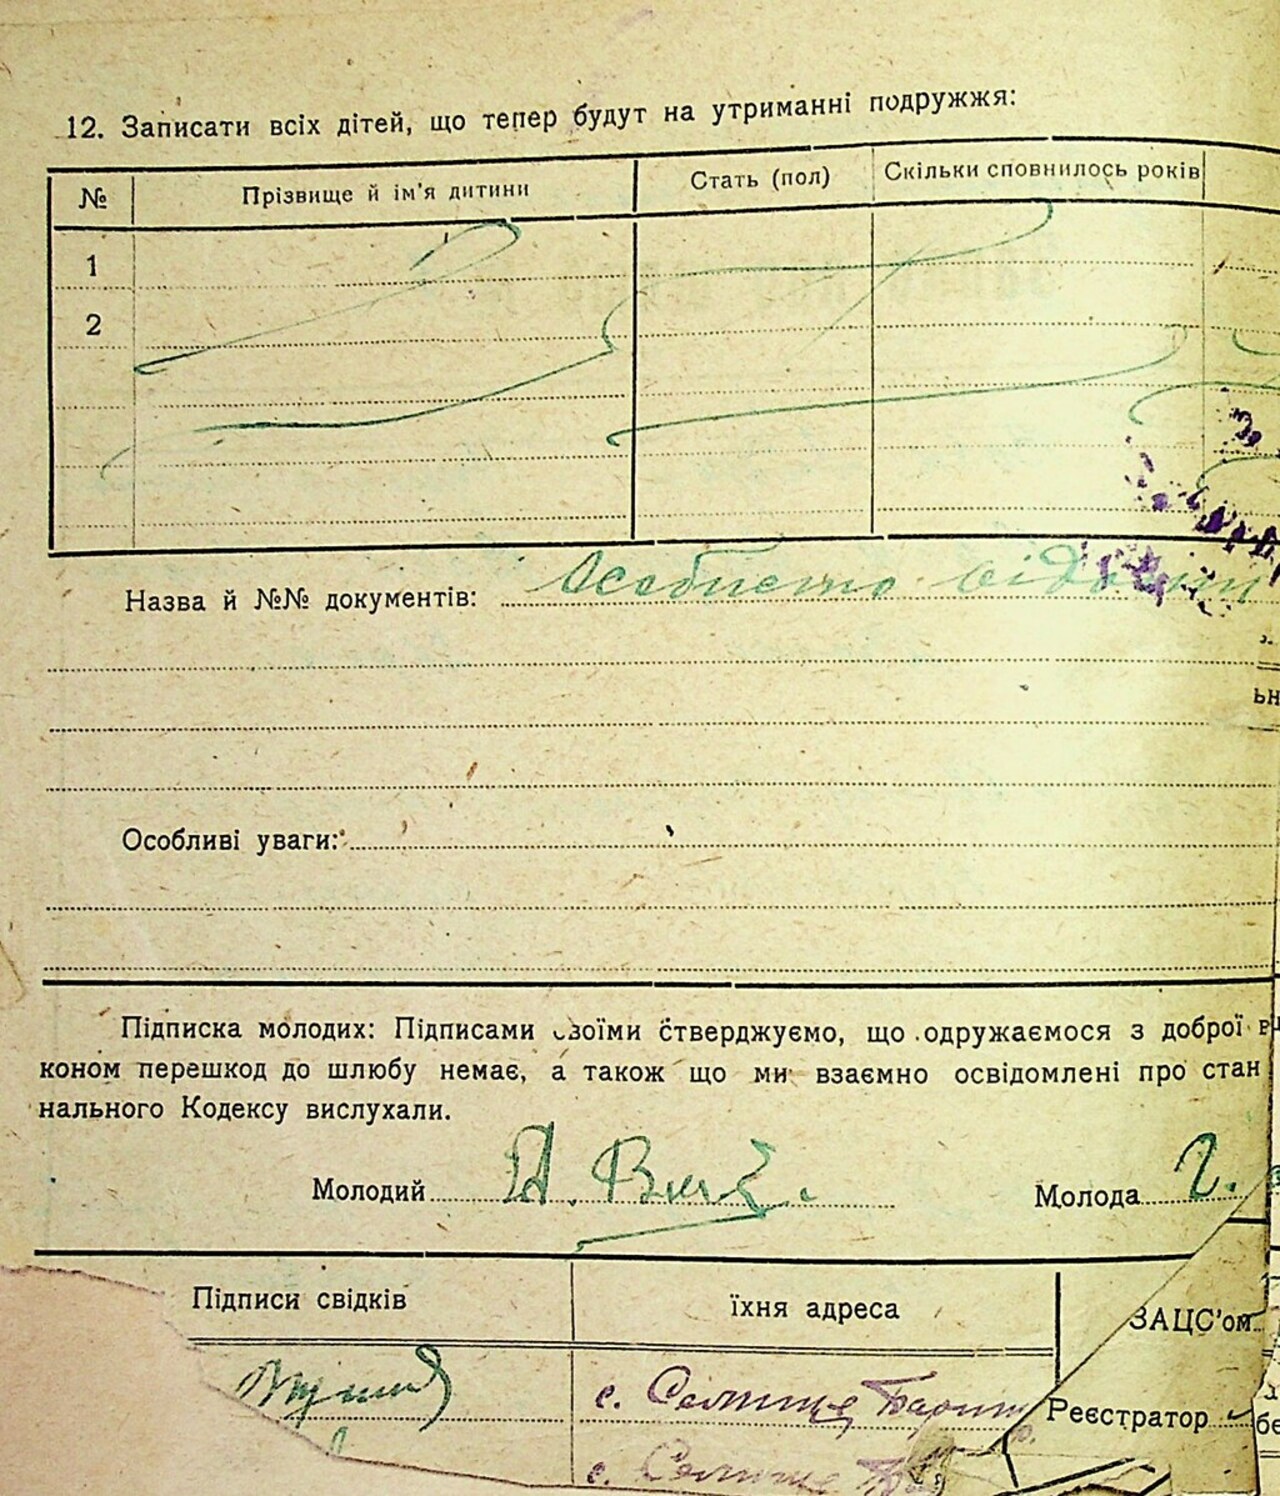 12. Записати всіх дітей, що тепер будут на утриманні подружжя:
№ Прізвище й ім'я дитини Стать (пол) Скільки сповнилось років
1
2
Назва й №№ документів: Особисто відомі
Особливі уваги:
Підписка молодих: Підписами своїми стверджуємо, що одружаємося з доброї
коном перешкод до шлюбу немає, а також що ми взаємно освідомлені про стан
нального Кодексу вислухали.
Молодий Молода
Підписи свідків їхня адреса ЗАЦС'ом
с. Селище Барит
Реєстратор
с. Селище